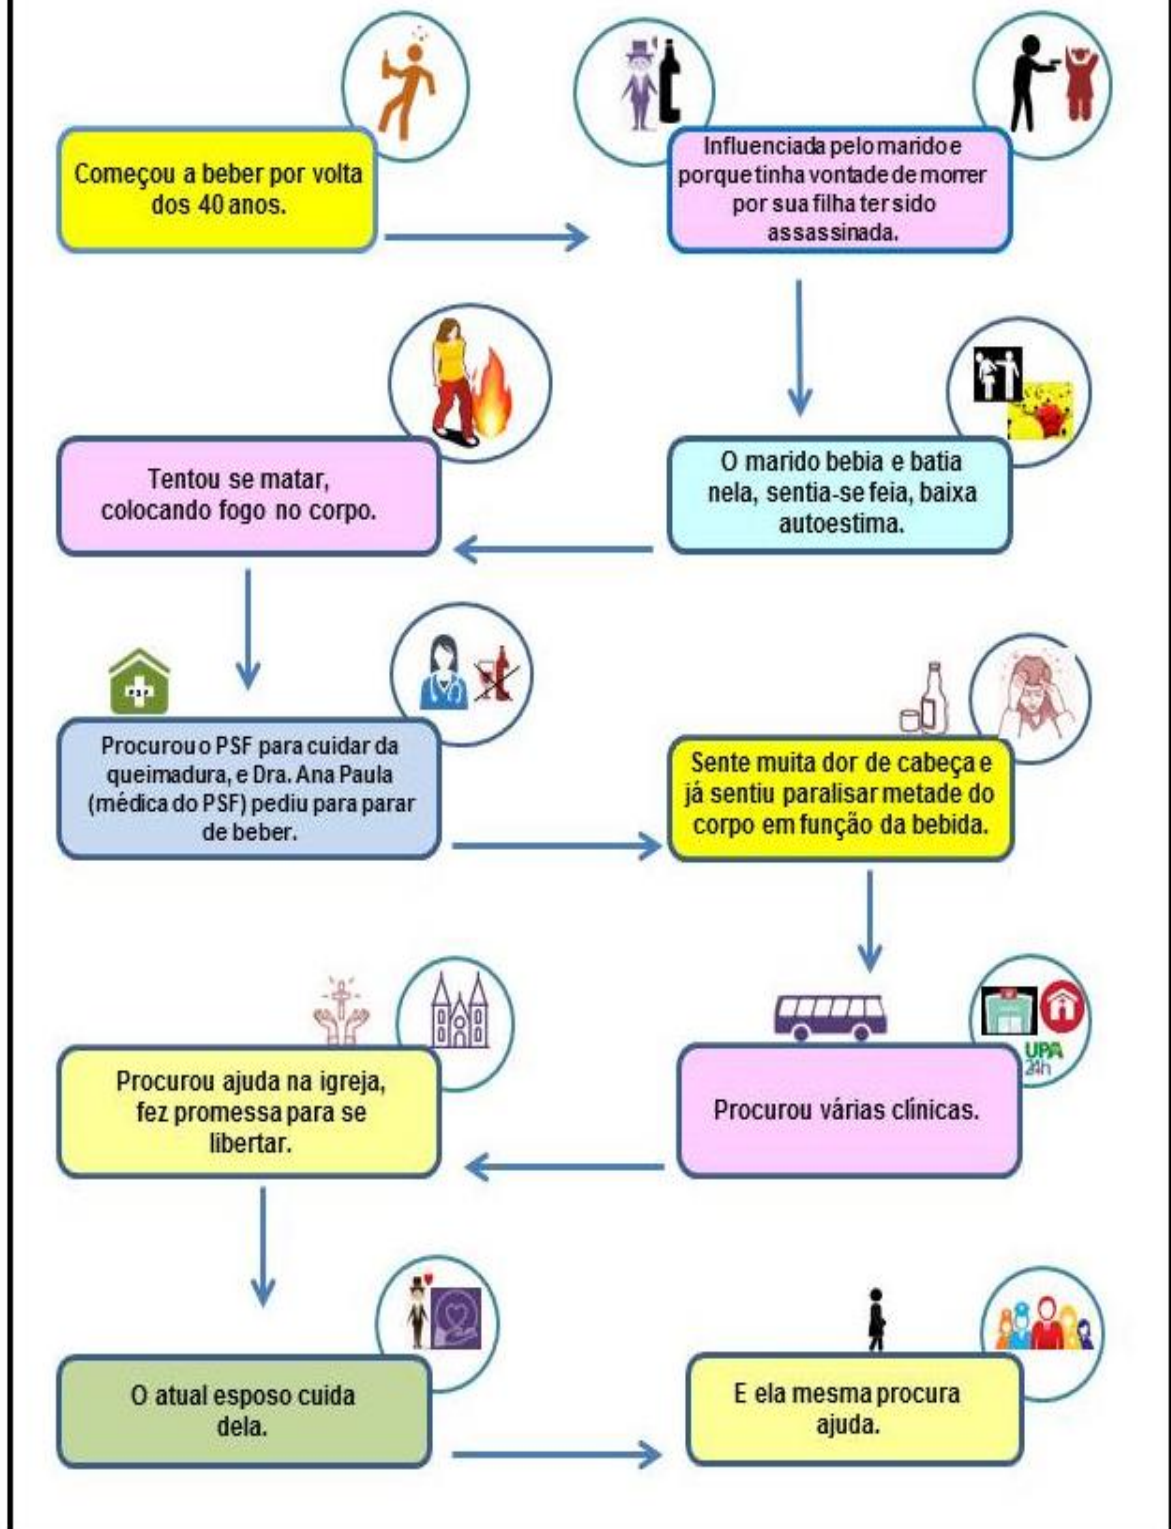 Começou a beber por volta
dos 40 anos.
Influenciada pelo marido e
porque tinha vontade de morrer
por sua filha ter sido
assassinada.
O marido bebia e batia
nela, sentia-se feia, baixa
autoestima.
Tentou se matar,
colocando fogo no corpo.
PSF
Procurou o PSF para cuidar da
queimadura, e Dra. Ana Paula
(médica do PSF) pediu para parar
de beber.
Sente muita dor de cabeça e
já sentiu paralisar metade do
corpo em função da bebida.
UPA
24h
Procurou várias clínicas.
Procurou ajuda na igreja,
fez promessa para se
libertar.
O atual esposo cuida
dela.
E ela mesma procura
ajuda.